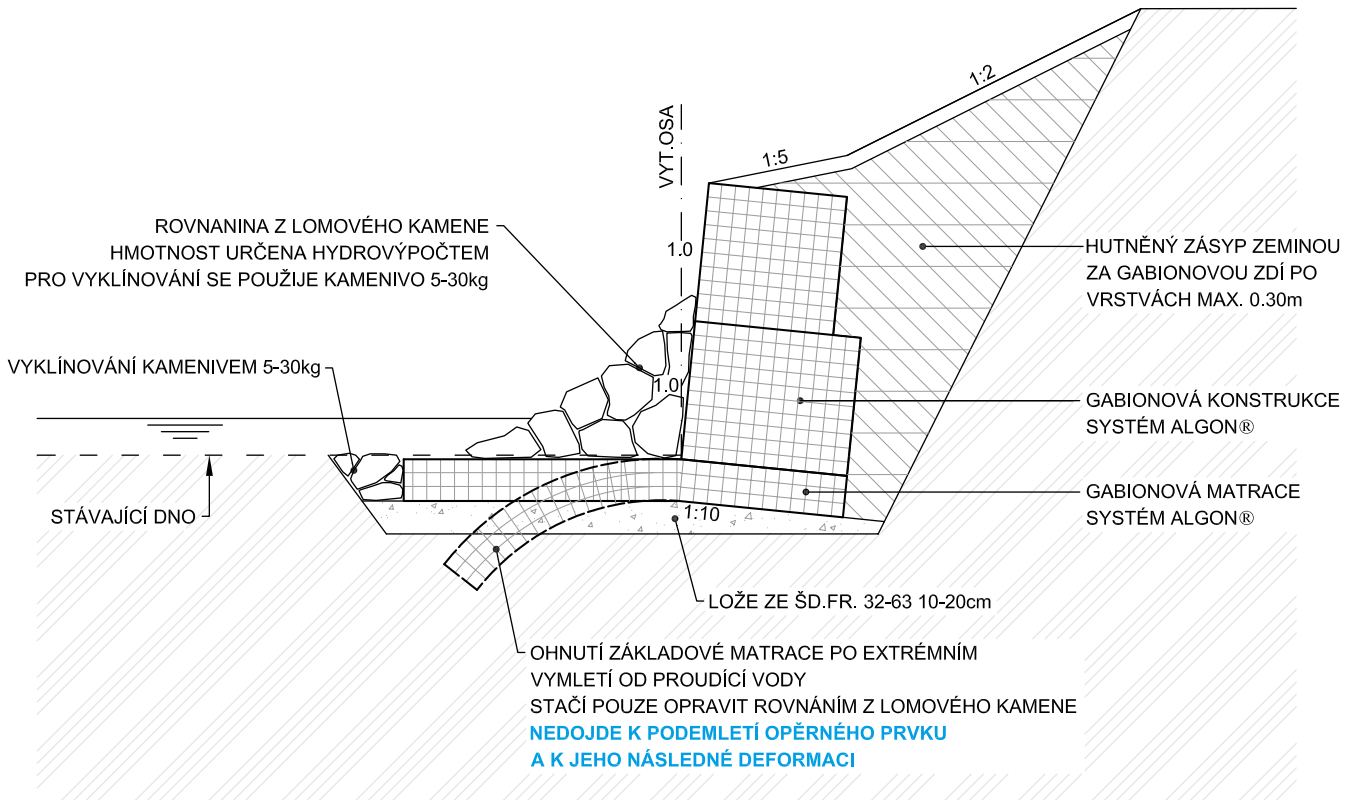 1:2
VYT.OSA
1:5
ROVNANINA Z LOMOVÉHO KAMENE
HMOTNOST URČENA HYDROVÝPOČTEM
PRO VYKLÍNOVÁNÍ SE POUŽIJE KAMENIVO 5-30kg
1.0
HUTNĚNÝ ZÁSYP ZEMINOU
ZA GABIONOVOU ZDÍ PO
VRSTVÁCH MAX. 0.30m
VYKLÍNOVÁNÍ KAMENIVEM 5-30kg
1.0
GABIONOVÁ KONSTRUKCE
SYSTÉM ALGON®
STÁVAJÍCÍ DNO
1:10
GABIONOVÁ MATRACE
SYSTÉM ALGON®
LOŽE ZE ŠD.FR. 32-63 10-20cm
OHNUTÍ ZÁKLADOVÉ MATRACE PO EXTRÉMNÍM
VYMLETÍ OD PROUDÍCÍ VODY
STAČÍ POUZE OPRAVIT ROVNÁNÍM Z LOMOVÉHO KAMENE
NEDOJDE K PODEMLETÍ OPĚRNÉHO PRVKU
A K JEHO NÁSLEDNÉ DEFORMACI